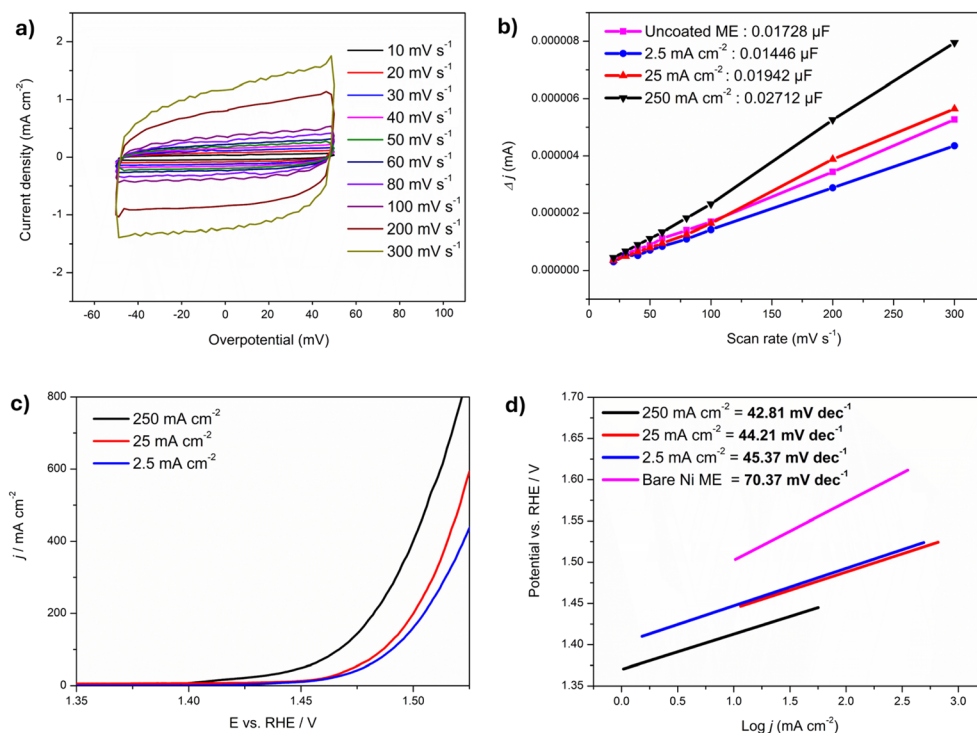 a)
Current density (mA cm⁻²)
2
1
0
-1
-2
-60
-40
-20
0
20
40
60
80
100
Overpotential (mV)
10 mV s⁻¹
20 mV s⁻¹
30 mV s⁻¹
40 mV s⁻¹
50 mV s⁻¹
60 mV s⁻¹
80 mV s⁻¹
100 mV s⁻¹
200 mV s⁻¹
300 mV s⁻¹
b)
Uncoated ME : 0.01728 µF
2.5 mA cm⁻² : 0.01446 µF
25 mA cm⁻² : 0.01942 µF
250 mA cm⁻² : 0.02712 µF
Δj (mA)
0.000008
0.000006
0.000004
0.000002
0.000000
0
50
100
150
200
250
300
Scan rate (mV s⁻¹)
c)
250 mA cm⁻²
25 mA cm⁻²
2.5 mA cm⁻²
j / mA cm⁻²
800
600
400
200
0
1.35
1.40
1.45
1.50
E vs. RHE / V
d)
250 mA cm⁻² = 42.81 mV dec⁻¹
25 mA cm⁻² = 44.21 mV dec⁻¹
2.5 mA cm⁻² = 45.37 mV dec⁻¹
Bare Ni ME = 70.37 mV dec⁻¹
Potential vs. RHE / V
1.70
1.65
1.60
1.55
1.50
1.45
1.40
1.35
0.0
0.5
1.0
1.5
2.0
2.5
3.0
Log j (mA cm⁻²)